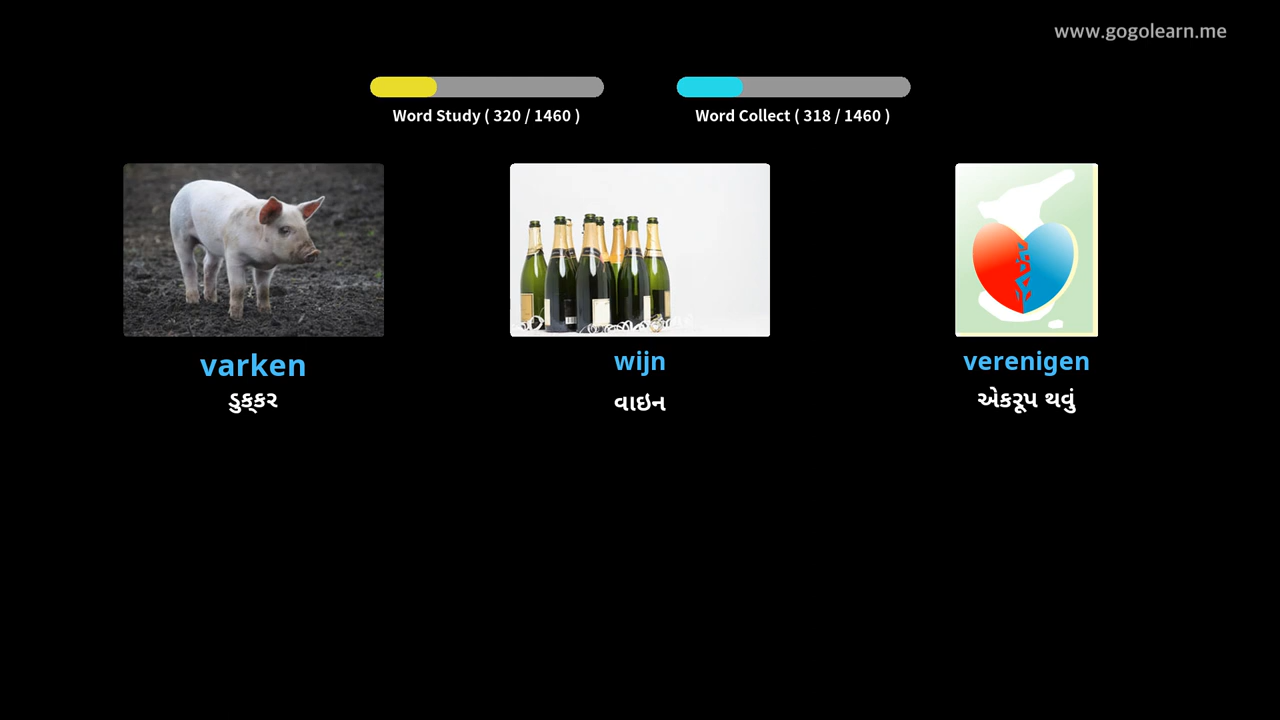 www.gogolearn.me
Word Study ( 320 / 1460 )
Word Collect ( 318 / 1460 )
varken
wijn
verenigen
ડુક્કર
વાઇન
એકરૂપ થવું